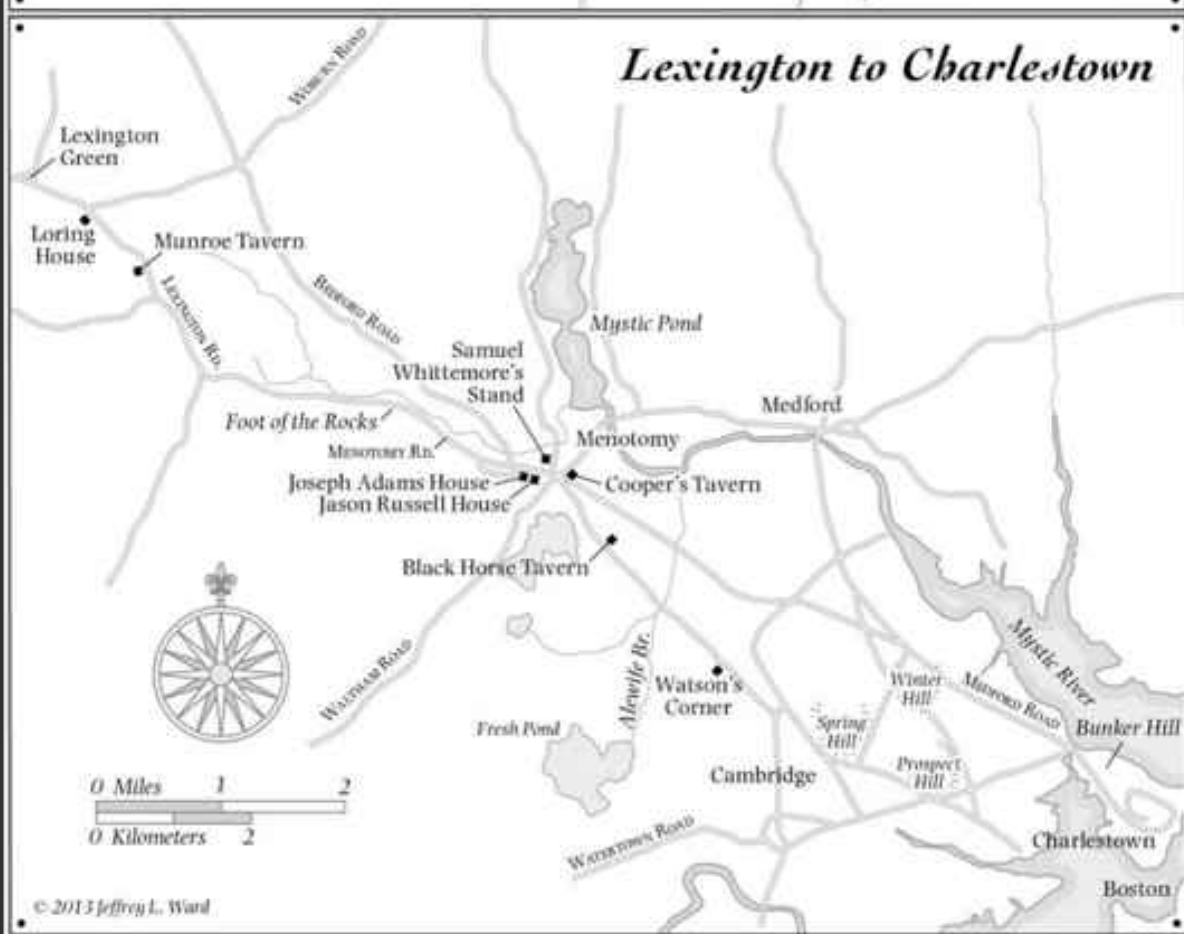 Lexington to Charlestown
WOBURN ROAD
Lexington
Green
Loring
House
Munroe Tavern
LEXINGTON RD.
BEDFORD ROAD
Mystic Pond
Samuel
Whittemore's
Stand
Foot of the Rocks
MENOTOMY RD.
Menotomy
Medford
Joseph Adams House
Jason Russell House
Cooper's Tavern
Black Horse Tavern
WALTHAM ROAD
Alewife Br.
Watson's
Corner
Fresh Pond
Mystic River
Winter
Hill
MEDFORD ROAD
Spring
Hill
Bunker Hill
Prospect
Hill
Cambridge
0 Miles 1 2
0 Kilometers 2
WATERTOWN ROAD
Charlestown
Boston
© 2013 Jeffrey L. Ward